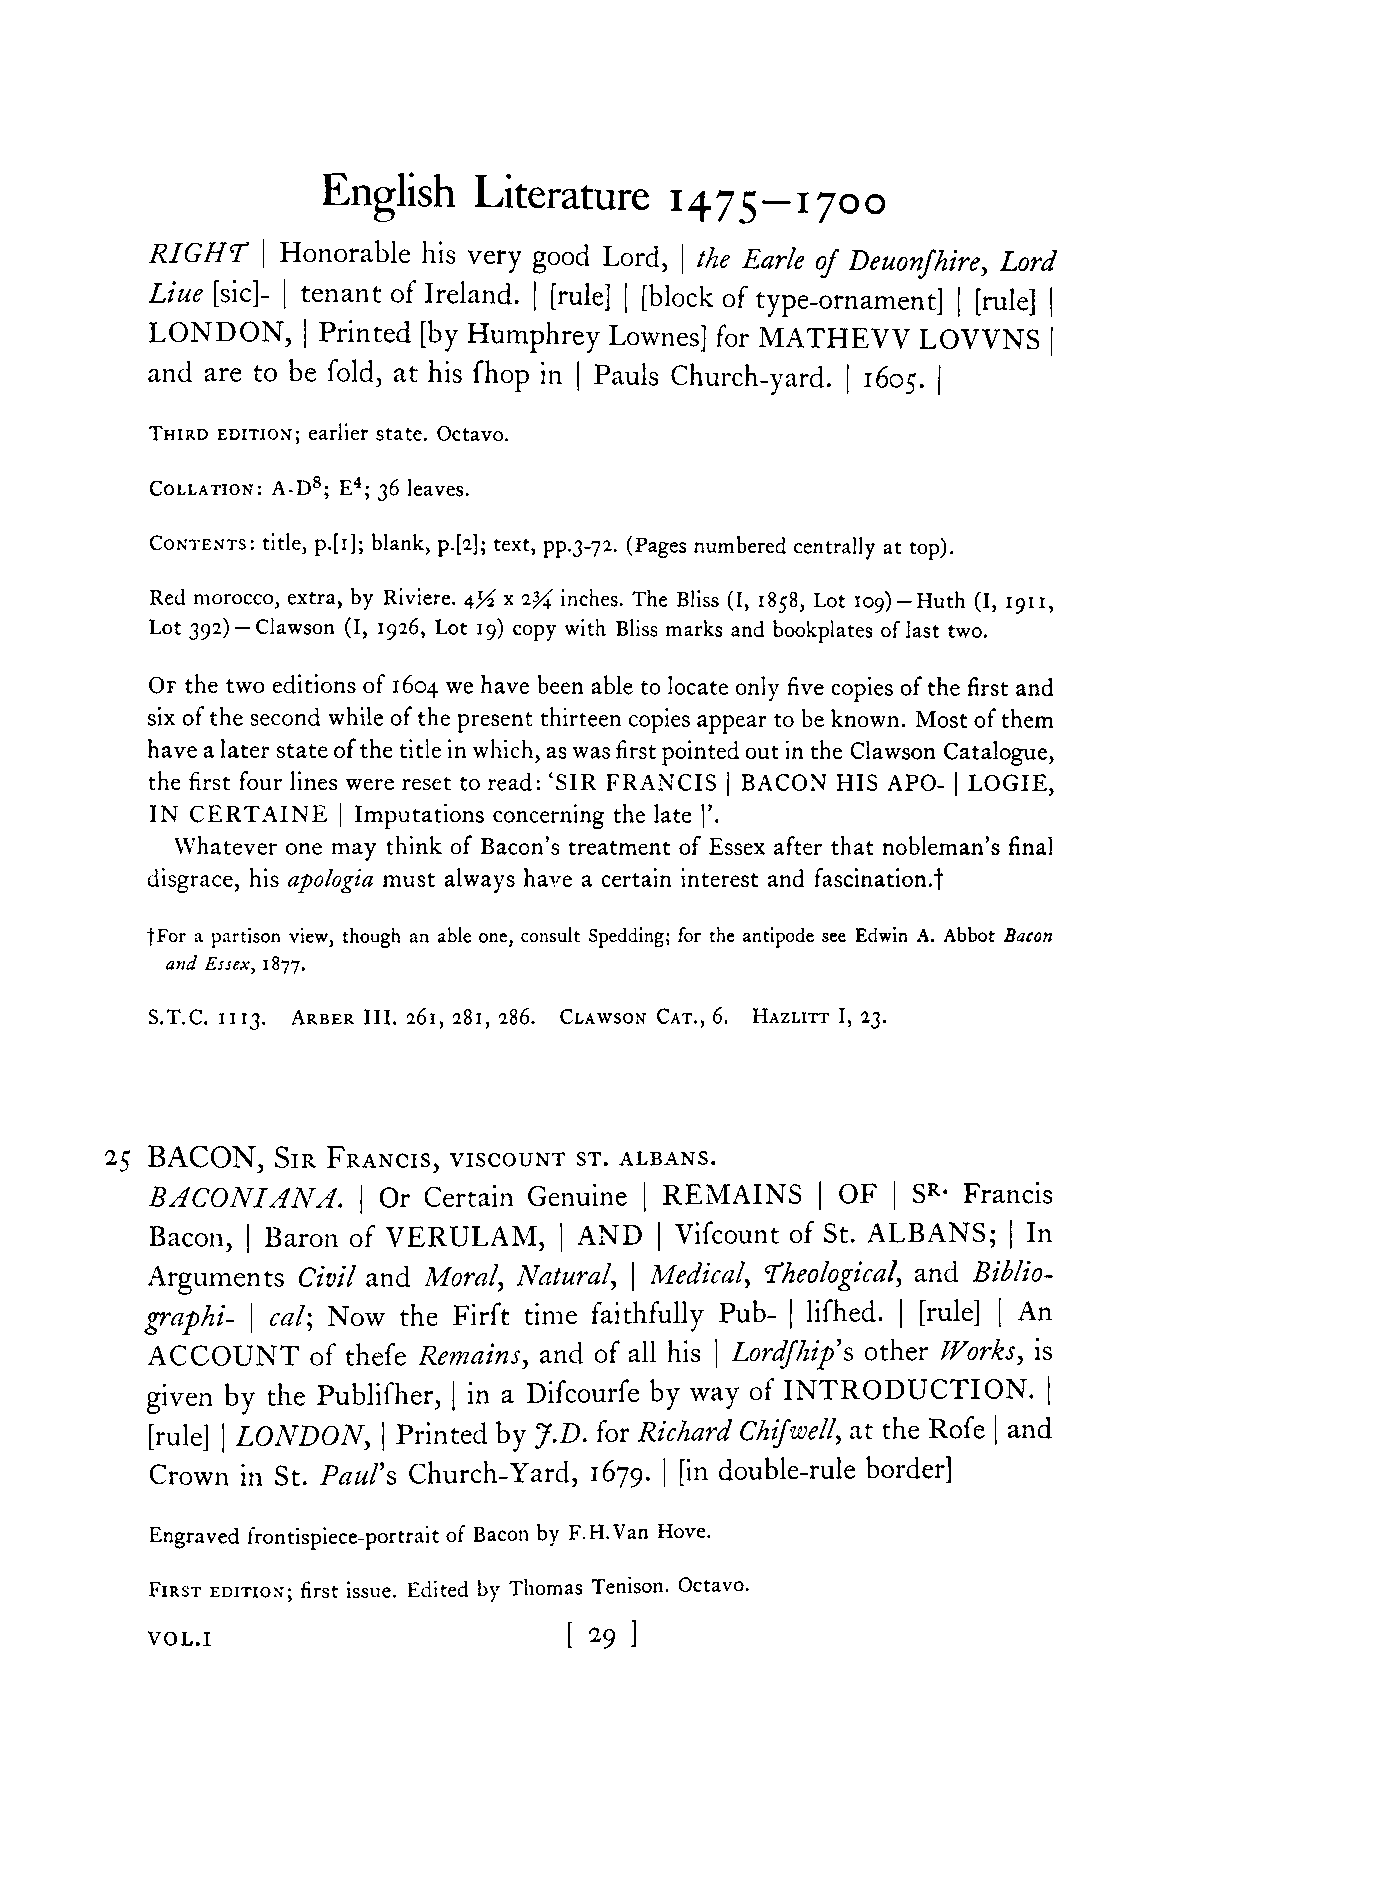 English Literature 1475–1700
RIGHT | Honorable his very good Lord, | the Earle of Deuonſhire, Lord
Liue [sic]- | tenant of Ireland. | [rule] | [block of type-ornament] | [rule] |
LONDON, | Printed [by Humphrey Lownes] for MATHEVV LOVVNS |
and are to be ſold, at his ſhop in | Pauls Church-yard. | 1605. |
THIRD EDITION; earlier state. Octavo.
COLLATION: A-D⁸; E⁴; 36 leaves.
CONTENTS: title, p.[1]; blank, p.[2]; text, pp.3-72. (Pages numbered centrally at top).
Red morocco, extra, by Riviere. 4½ x 2¾ inches. The Bliss (I, 1858, Lot 109)—Huth (I, 1911,
Lot 392)—Clawson (I, 1926, Lot 19) copy with Bliss marks and bookplates of last two.
OF the two editions of 1604 we have been able to locate only five copies of the first and
six of the second while of the present thirteen copies appear to be known. Most of them
have a later state of the title in which, as was first pointed out in the Clawson Catalogue,
the first four lines were reset to read: ‘SIR FRANCIS | BACON HIS APO- | LOGIE,
IN CERTAINE | Imputations concerning the late |’.
Whatever one may think of Bacon’s treatment of Essex after that nobleman’s final
disgrace, his apologia must always have a certain interest and fascination.†
†For a partison view, though an able one, consult Spedding; for the antipode see Edwin A. Abbot Bacon
and Essex, 1877.
S.T.C. 1113. ARBER III. 261, 281, 286. CLAWSON CAT., 6. HAZLITT I, 23.
25 BACON, SIR FRANCIS, VISCOUNT ST. ALBANS.
BACONIANA. | Or Certain Genuine | REMAINS | OF | Sᴿ· Francis
Bacon, | Baron of VERULAM, | AND | Viſcount of St. ALBANS; | In
Arguments Civil and Moral, Natural, | Medical, Theological, and Biblio-
graphi- | cal; Now the Firſt time faithfully Pub- | liſhed. | [rule] | An
ACCOUNT of theſe Remains, and of all his | Lordſhip’s other Works, is
given by the Publiſher, | in a Diſcourſe by way of INTRODUCTION. |
[rule] | LONDON, | Printed by J.D. for Richard Chiſwell, at the Roſe | and
Crown in St. Paul’s Church-Yard, 1679. | [in double-rule border]
Engraved frontispiece-portrait of Bacon by F.H.Van Hove.
FIRST EDITION; first issue. Edited by Thomas Tenison. Octavo.
VOL.I [ 29 ]